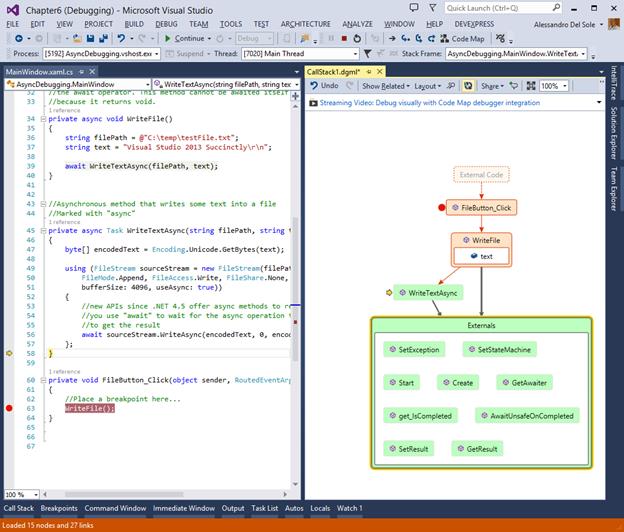 Chapter6 (Debugging) - Microsoft Visual Studio
Quick Launch (Ctrl+Q)
FILE EDIT VIEW PROJECT BUILD DEBUG TEAM TOOLS TEST ARCHITECTURE ANALYZE WINDOW HELP DEVEXPRESS
Alessandro Del Sole
Continue Debug
Process: [5192] AsyncDebugging.vshost.exe Suspend Thread: [7020] Main Thread Stack Frame: AsyncDebugging.MainWindow.WriteText
MainWindow.xaml.cs
AsyncDebugging.MainWindow WriteTextAsync(string filePath, string text
32 //the await operator. This method cannot be awaited itself
33 //because it returns void.
1 reference
34 private async void WriteFile()
35 {
36 string filePath = @"C:\temp\testFile.txt";
37 string text = "Visual Studio 2013 Succinctly\r\n";
38
39 await WriteTextAsync(filePath, text);
40 }
41
42
43 //Asynchronous method that writes some text into a file
44 //Marked with "async"
1 reference
45 private async Task WriteTextAsync(string filePath, string
46 {
47 byte[] encodedText = Encoding.Unicode.GetBytes(text);
48
49 using (FileStream sourceStream = new FileStream(filePat
50 FileMode.Append, FileAccess.Write, FileShare.None,
51 bufferSize: 4096, useAsync: true))
52 {
53 //new APIs since .NET 4.5 offer async methods to re
54 //you use "await" to wait for the async operation t
55 //to get the result
56 await sourceStream.WriteAsync(encodedText, 0, encod
57 };
58 }
59
1 reference
60 private void FileButton_Click(object sender, RoutedEventArg
61 {
62 //Place a breakpoint here...
63 WriteFile();
64 }
65
66
67
100 %
CallStack1.dgml*
Undo Show Related Layout Share 100%
Streaming Video: Debug visually with Code Map debugger integration
External Code
FileButton_Click
WriteFile
text
WriteTextAsync
Externals
SetException SetStateMachine
Start Create GetAwaiter
get_IsCompleted AwaitUnsafeOnCompleted
SetResult GetResult
IntelliTrace
Solution Explorer
Team Explorer
Call Stack Breakpoints Command Window Immediate Window Output Task List Autos Locals Watch 1
Loaded 15 nodes and 27 links